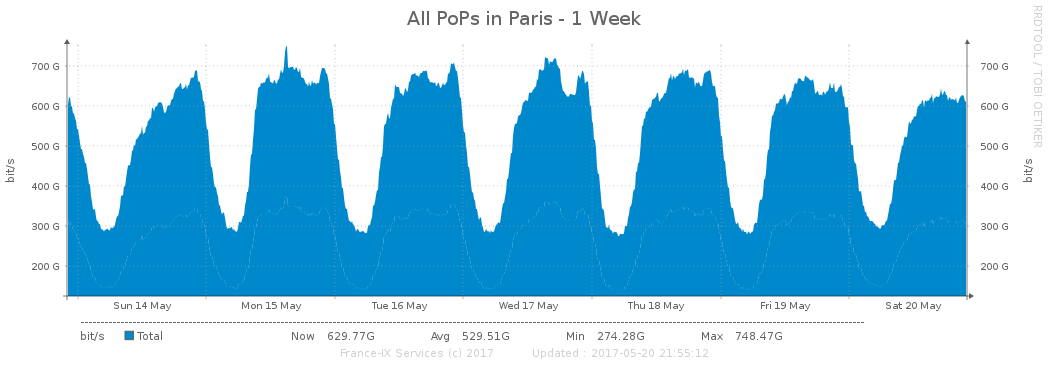 All PoPs in Paris - 1 Week
RRDTOOL / TOBI OETIKER
bit/s
700 G 700 G
600 G 600 G
500 G 500 G
400 G 400 G
300 G 300 G
200 G 200 G
bit/s
Sun 14 May Mon 15 May Tue 16 May Wed 17 May Thu 18 May Fri 19 May Sat 20 May
bit/s Total Now 629.77G Avg 529.51G Min 274.28G Max 748.47G
France-IX Services (c) 2017 Updated : 2017-05-20 21:55:12